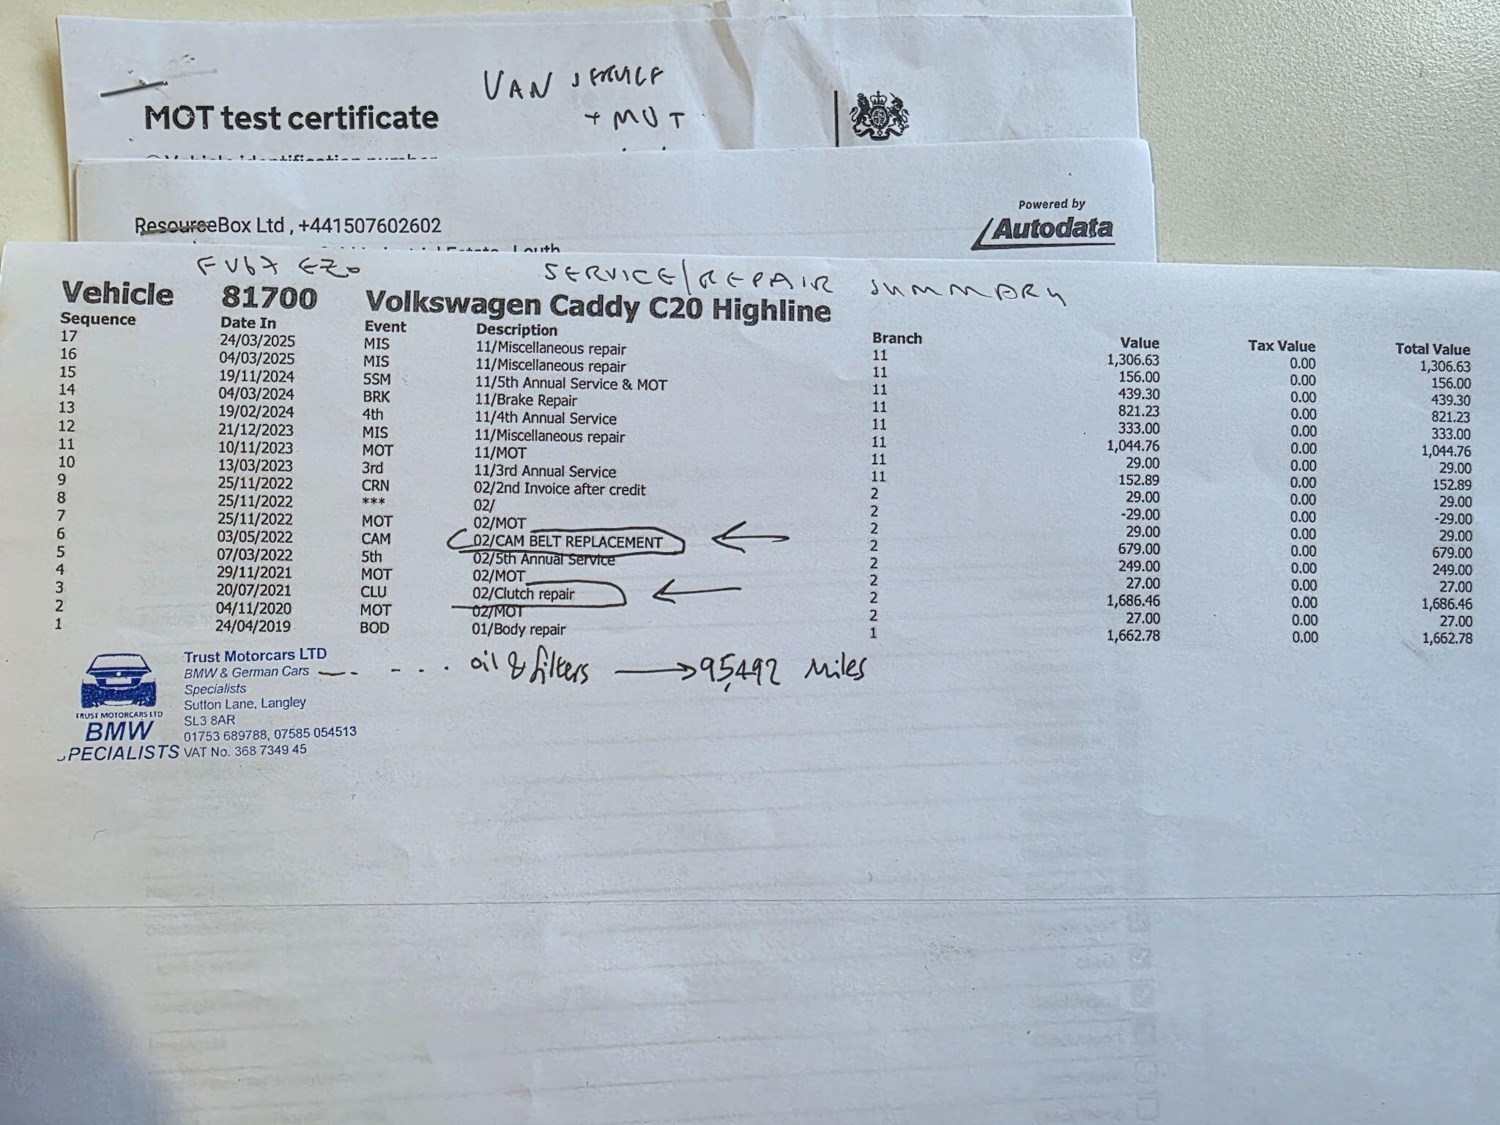 VAN SERVICE
+ MOT
MOT test certificate
ResourceBox Ltd , +441507602602
Powered by
Autodata
FV67 EZO SERVICE/REPAIR SUMMARY
Vehicle 81700 Volkswagen Caddy C20 Highline
Sequence Date In Event Description Branch Value Tax Value Total Value
17 24/03/2025 MIS 11/Miscellaneous repair 11 1,306.63 0.00 1,306.63
16 04/03/2025 MIS 11/Miscellaneous repair 11 156.00 0.00 156.00
15 19/11/2024 5SM 11/5th Annual Service & MOT 11 439.30 0.00 439.30
14 04/03/2024 BRK 11/Brake Repair 11 821.23 0.00 821.23
13 19/02/2024 4th 11/4th Annual Service 11 333.00 0.00 333.00
12 21/12/2023 MIS 11/Miscellaneous repair 11 1,044.76 0.00 1,044.76
11 10/11/2023 MOT 11/MOT 11 29.00 0.00 29.00
10 13/03/2023 3rd 11/3rd Annual Service 11 152.89 0.00 152.89
9 25/11/2022 CRN 02/2nd Invoice after credit 2 29.00 0.00 29.00
8 25/11/2022 *** 02/ 2 -29.00 0.00 -29.00
7 25/11/2022 MOT 02/MOT 2 29.00 0.00 29.00
6 03/05/2022 CAM 02/CAM BELT REPLACEMENT 2 679.00 0.00 679.00
5 07/03/2022 5th 02/5th Annual Service 2 249.00 0.00 249.00
4 29/11/2021 MOT 02/MOT 2 27.00 0.00 27.00
3 20/07/2021 CLU 02/Clutch repair 2 1,686.46 0.00 1,686.46
2 04/11/2020 MOT 02/MOT 2 27.00 0.00 27.00
1 24/04/2019 BOD 01/Body repair 1 1,662.78 0.00 1,662.78
oil & filters 95,492 Miles
TRUST MOTORCARS LTD
BMW
SPECIALISTS
Trust Motorcars LTD
BMW & German Cars
Specialists
Sutton Lane, Langley
SL3 8AR
01753 689788, 07585 054513
VAT No. 368 7349 45